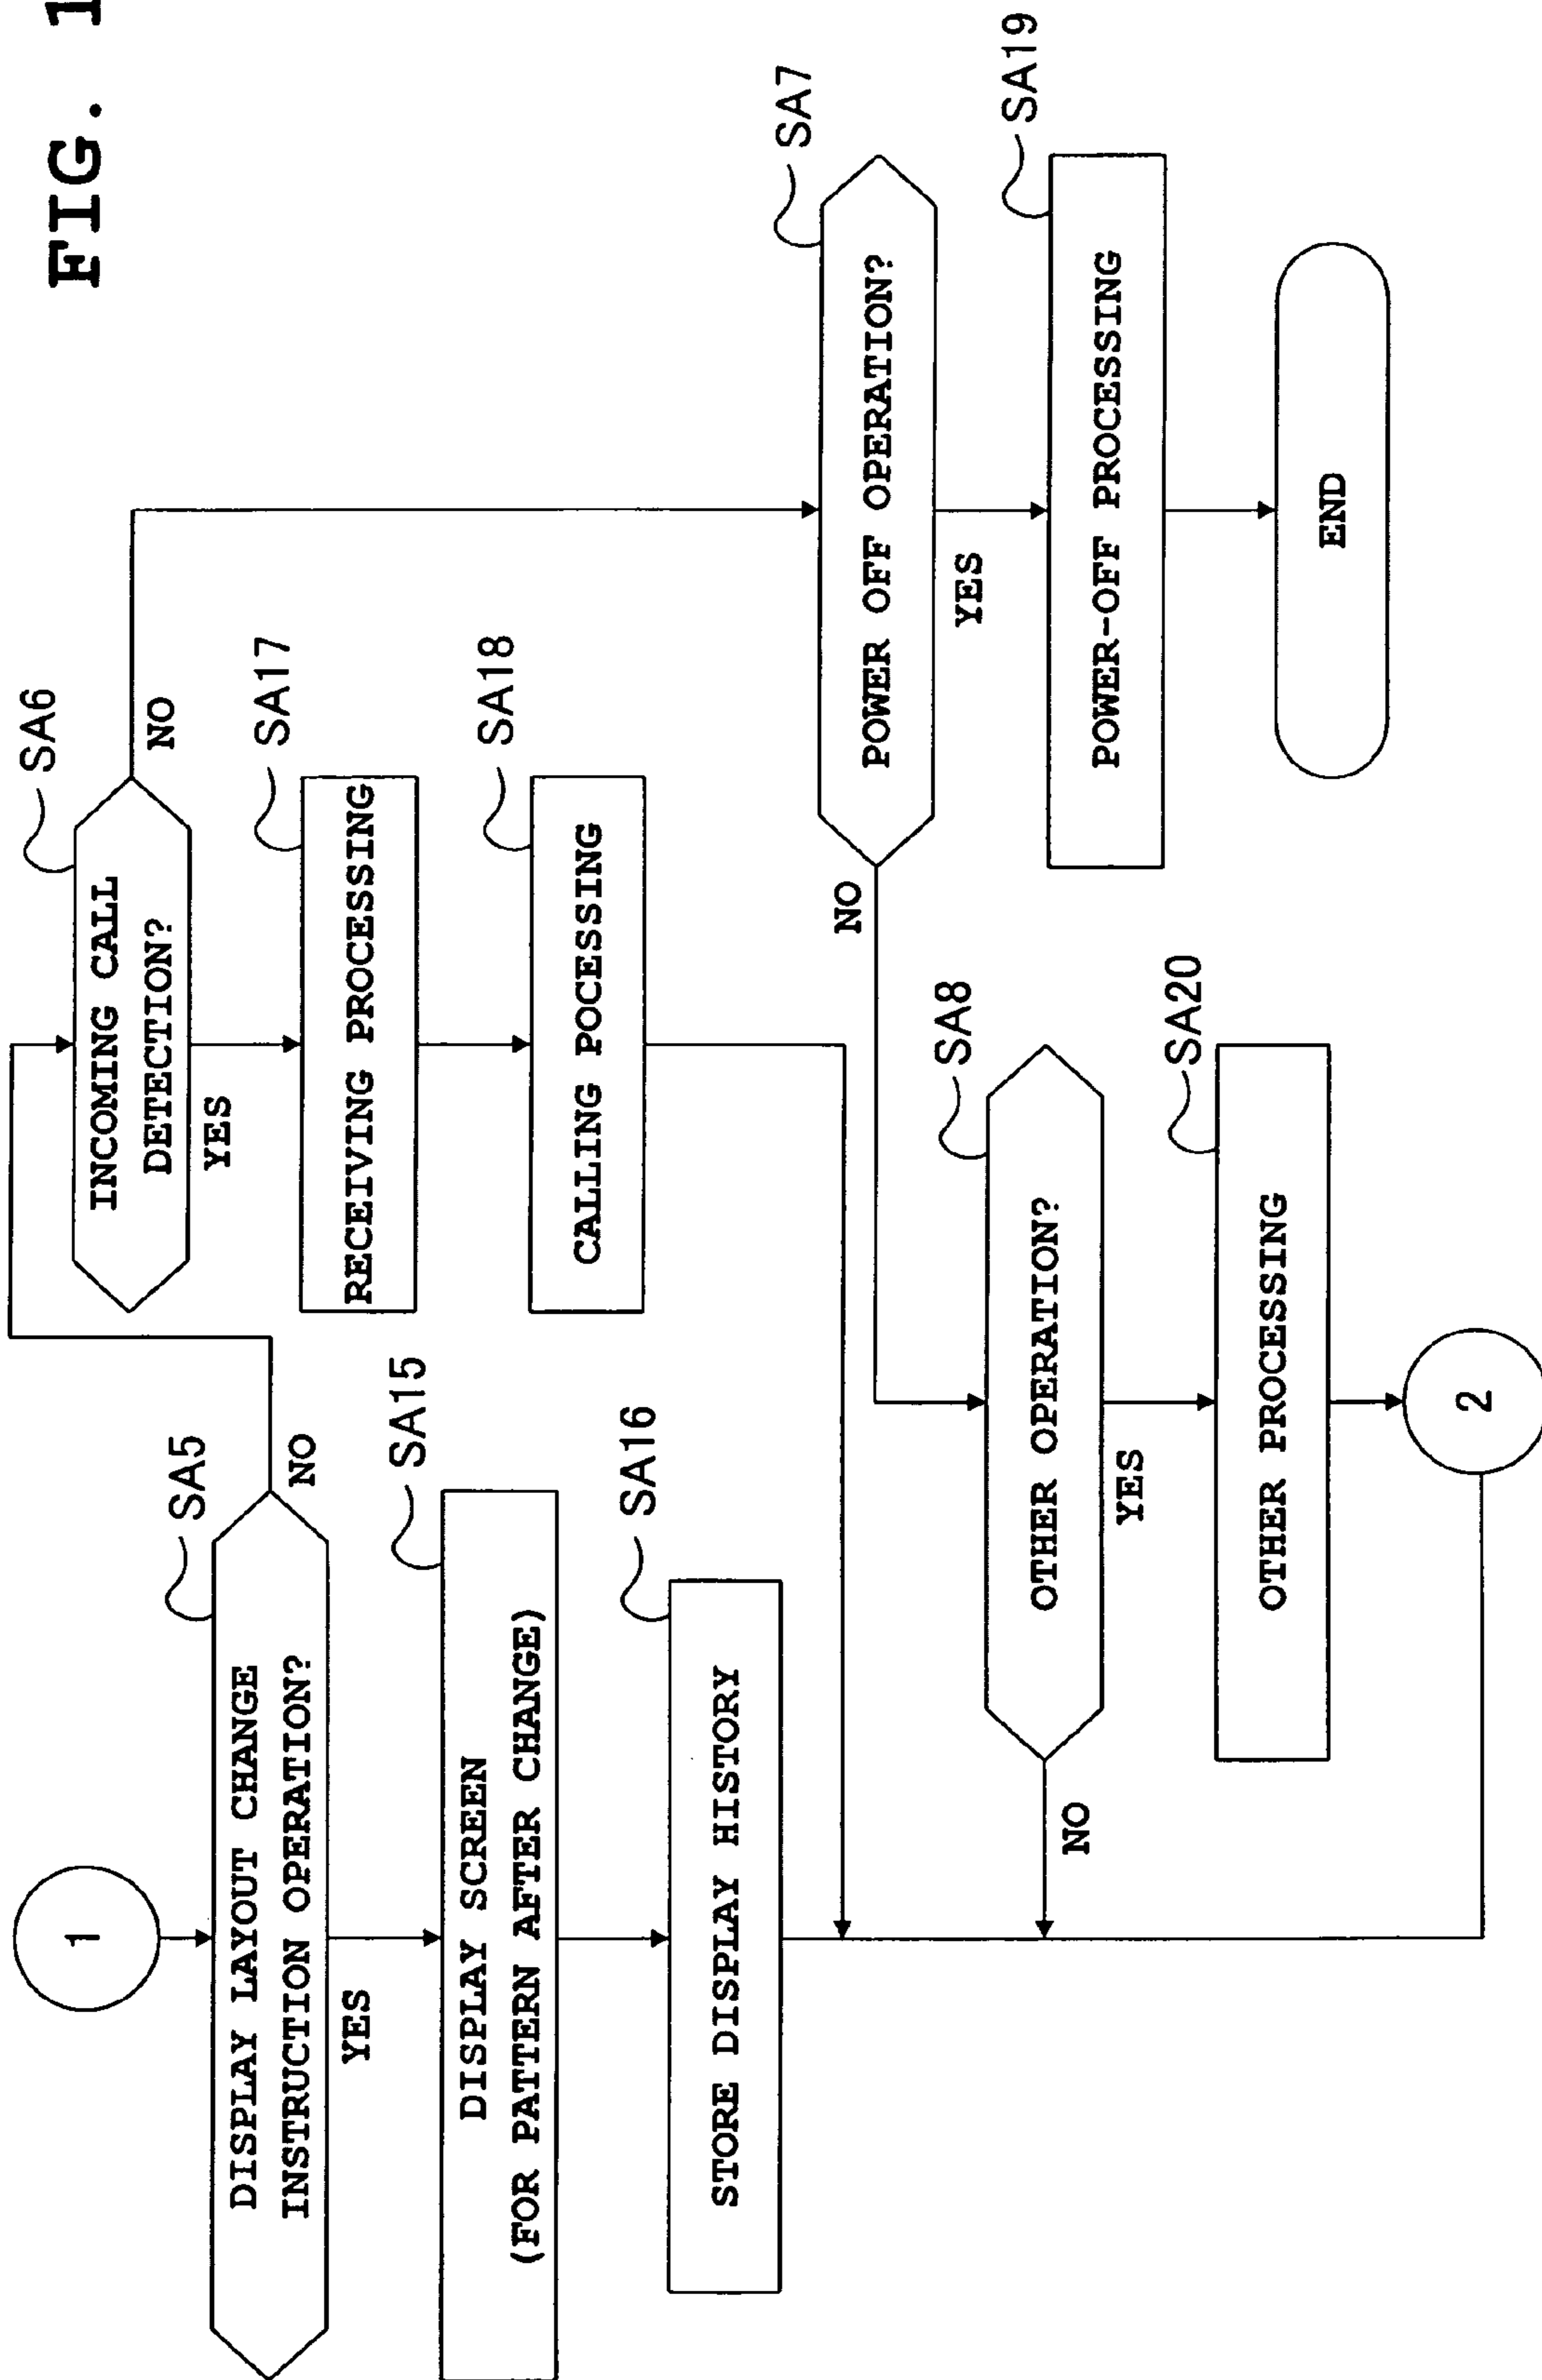 FIG. 1
1
SA5
DISPLAY LAYOUT CHANGE
INSTRUCTION OPERATION?
NO
YES
SA15
DISPLAY SCREEN
(FOR PATTERN AFTER CHANGE)
SA16
STORE DISPLAY HISTORY
SA6
INCOMING CALL
DETECTION?
NO
YES
SA17
RECEIVING PROCESSING
SA18
CALLING POCESSING
SA7
POWER OFF OPERATION?
NO
YES
SA19
POWER-OFF PROCESSING
END
SA8
OTHER OPERATION?
NO
YES
SA20
OTHER PROCESSING
2